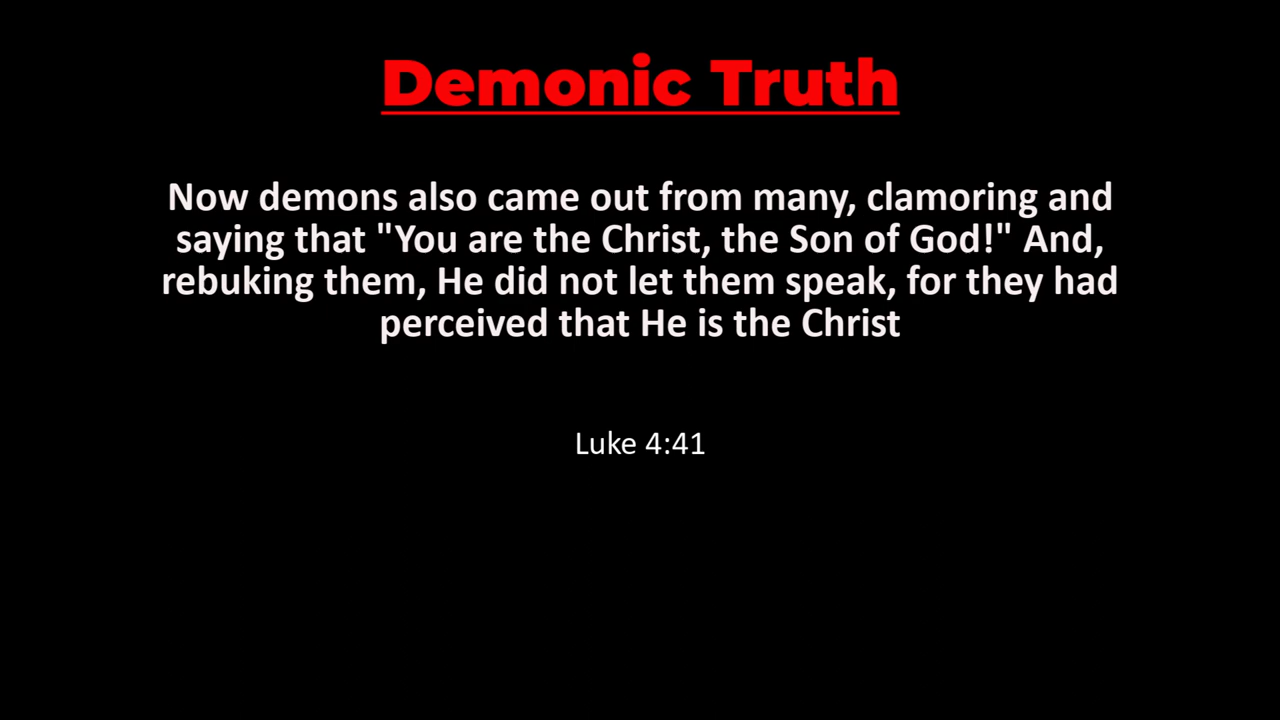 Demonic Truth
Now demons also came out from many, clamoring and
saying that "You are the Christ, the Son of God!" And,
rebuking them, He did not let them speak, for they had
perceived that He is the Christ
Luke 4:41